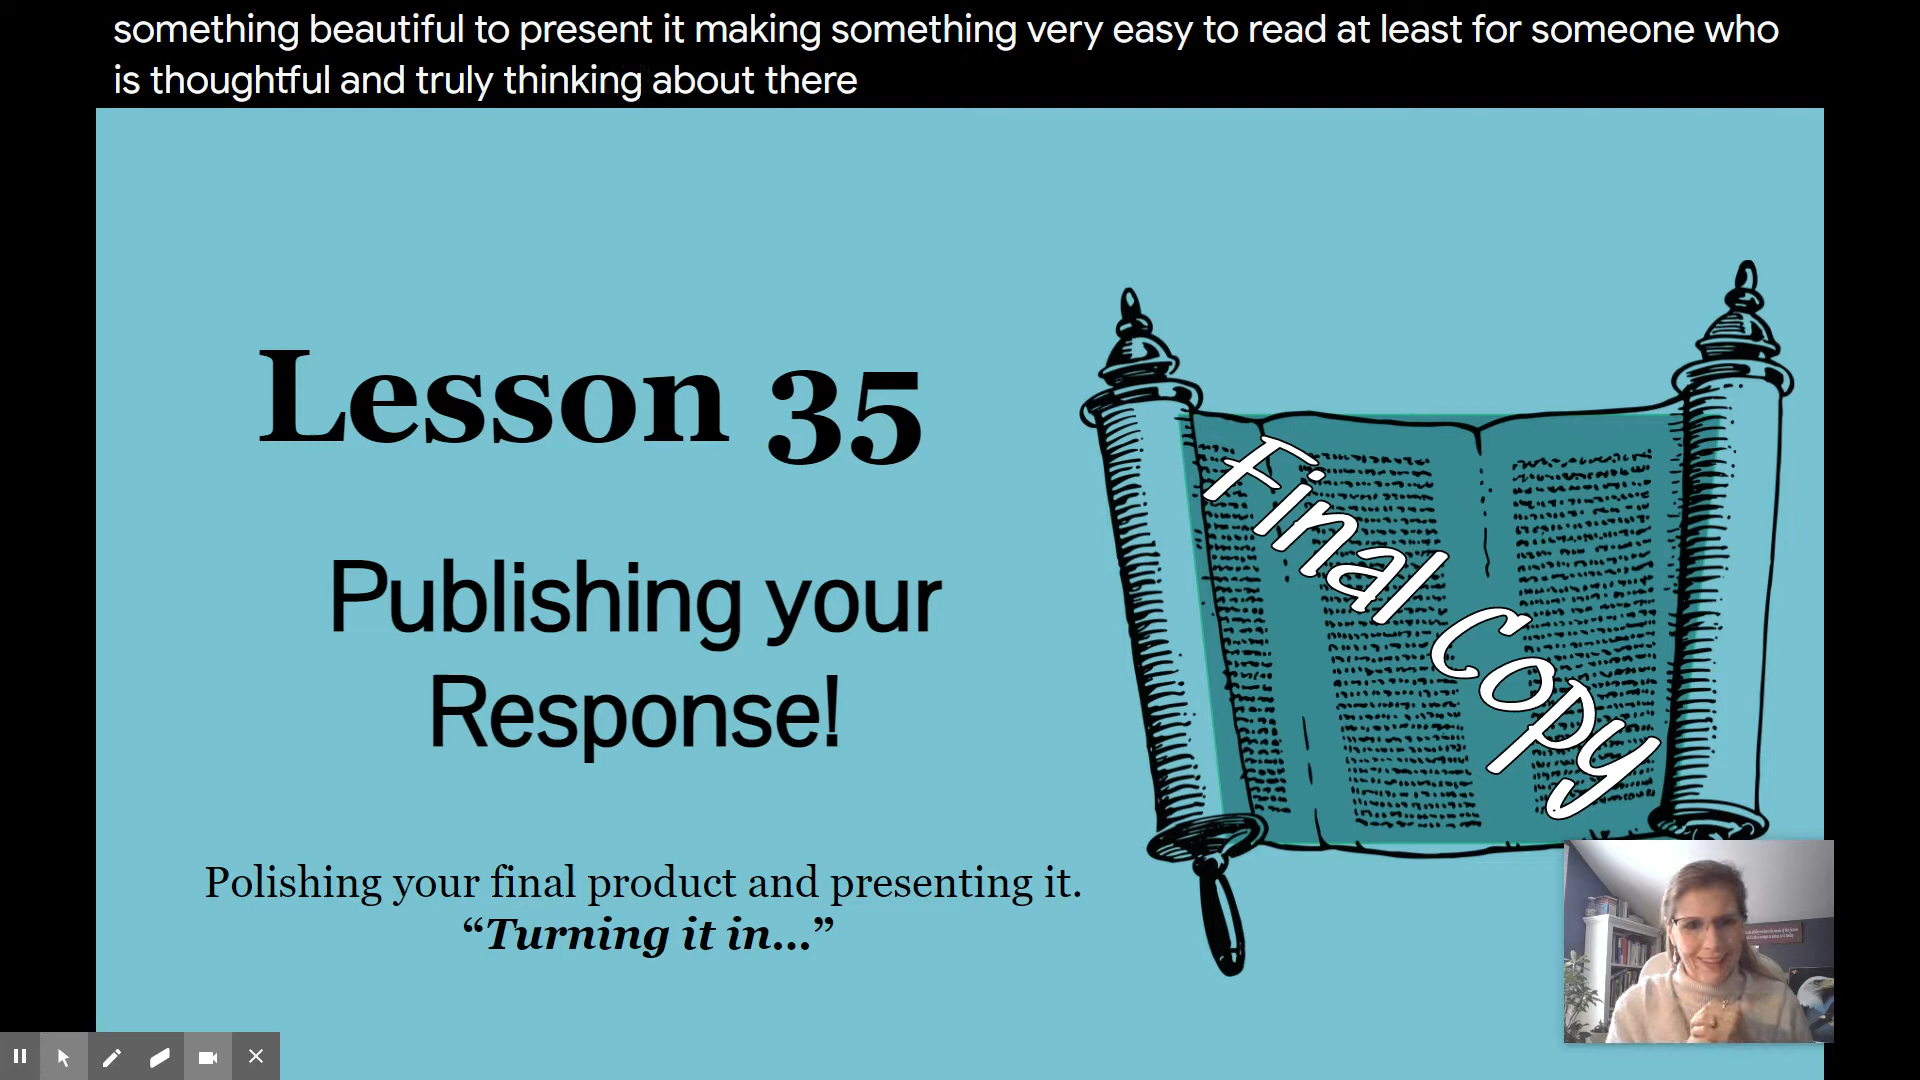 something beautiful to present it making something very easy to read at least for someone who
is thoughtful and truly thinking about there
Lesson 35
Publishing your
Response!
Polishing your final product and presenting it.
“Turning it in...”
Final Copy